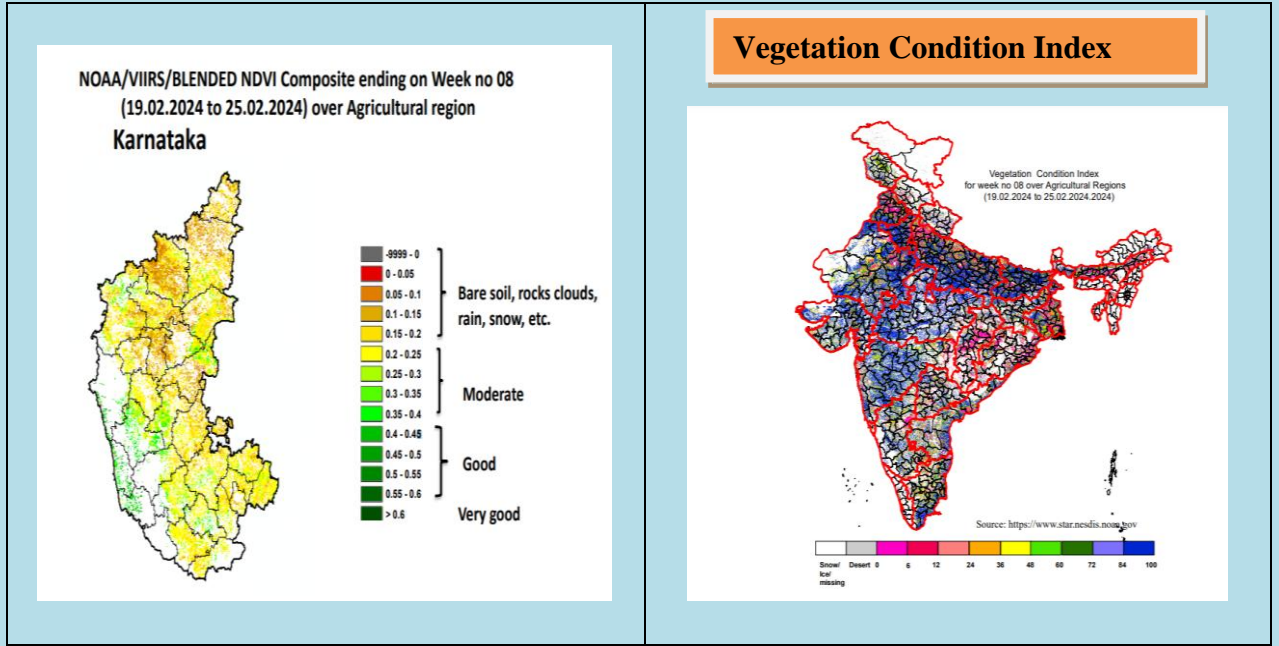 NOAA/VIIRS/BLENDED NDVI Composite ending on Week no 08
(19.02.2024 to 25.02.2024) over Agricultural region
Karnataka
-9999 - 0
0 - 0.05
0.05 - 0.1
0.1 - 0.15
0.15 - 0.2
0.2 - 0.25
0.25 - 0.3
0.3 - 0.35
0.35 - 0.4
0.4 - 0.45
0.45 - 0.5
0.5 - 0.55
0.55 - 0.6
> 0.6
Bare soil, rocks clouds,
rain, snow, etc.
Moderate
Good
Very good
Vegetation Condition Index
Vegetation Condition Index
for week no 08 over Agricultural Regions
(19.02.2024 to 25.02.2024.2024)
Source: https://www.star.nesdis.noaa.gov
Snow/
Ice/
missing
Desert 0 6 12 24 36 48 60 72 84 100